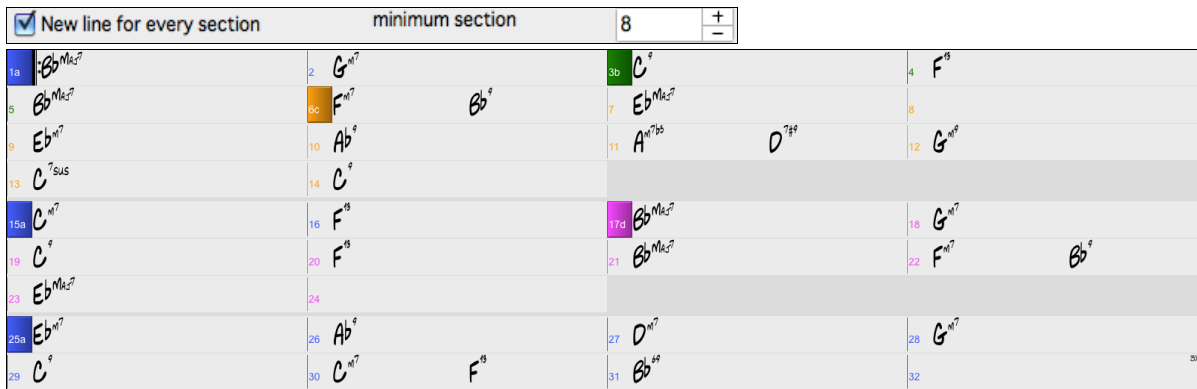 New line for every section minimum section 8 + −
1a :BbMAJ7 2 Gm7 3b C9 4 F13
5 BbMAJ7 6c Fm7 Bb9 7 EbMAJ7 8
9 Ebm7 10 Ab9 11 Am7b5 D7#9 12 Gm9
13 C7sus 14 C9
15a Cm7 16 F13 17d BbMAJ7 18 Gm7
19 C9 20 F13 21 BbMAJ7 22 Fm7 Bb9
23 EbMAJ7 24
25a Ebm7 26 Ab9 27 Dm7 28 Gm7
29 C9 30 Cm7 F13 31 Bb69 32